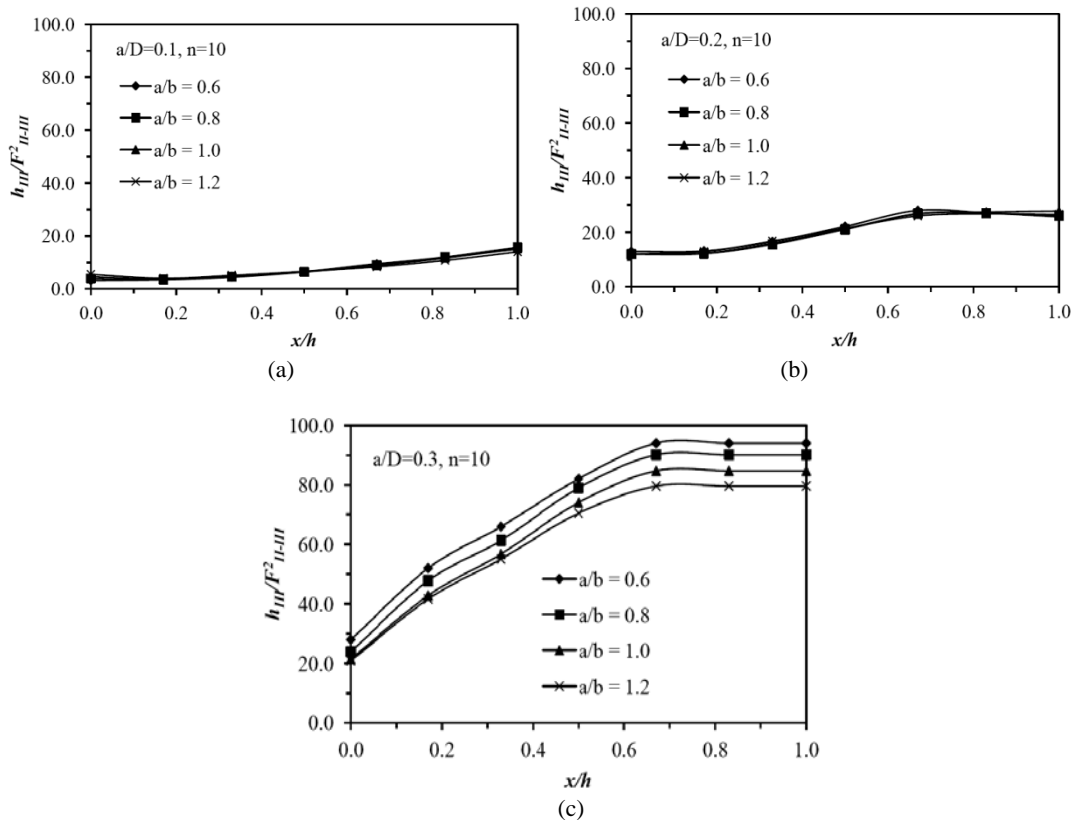 a/D=0.1, n=10
a/b = 0.6
a/b = 0.8
a/b = 1.0
a/b = 1.2
h_III/F²_II-III
100.0
80.0
60.0
40.0
20.0
0.0
0.0 0.2 0.4 0.6 0.8 1.0
x/h
(a)
a/D=0.2, n=10
a/b = 0.6
a/b = 0.8
a/b = 1.0
a/b = 1.2
h_III/F²_II-III
100.0
80.0
60.0
40.0
20.0
0.0
0.0 0.2 0.4 0.6 0.8 1.0
x/h
(b)
a/D=0.3, n=10
a/b = 0.6
a/b = 0.8
a/b = 1.0
a/b = 1.2
h_III/F²_II-III
100.0
80.0
60.0
40.0
20.0
0.0
0.0 0.2 0.4 0.6 0.8 1.0
x/h
(c)